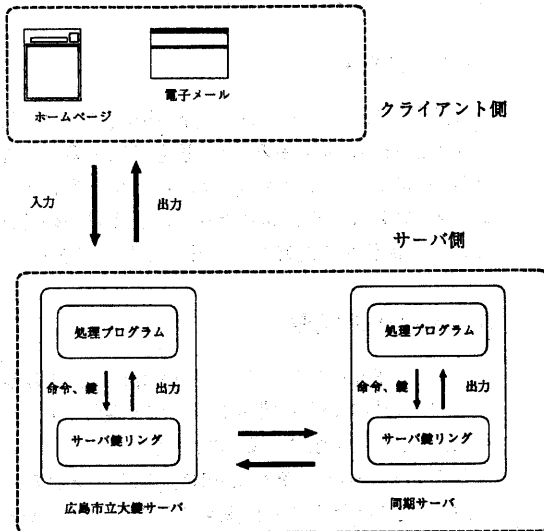 ホームページ
電子メール
クライアント側
入力
出力
サーバ側
処理プログラム
命令、鍵
出力
サーバ鍵リング
広島市立大鍵サーバ
処理プログラム
命令、鍵
出力
サーバ鍵リング
同期サーバ